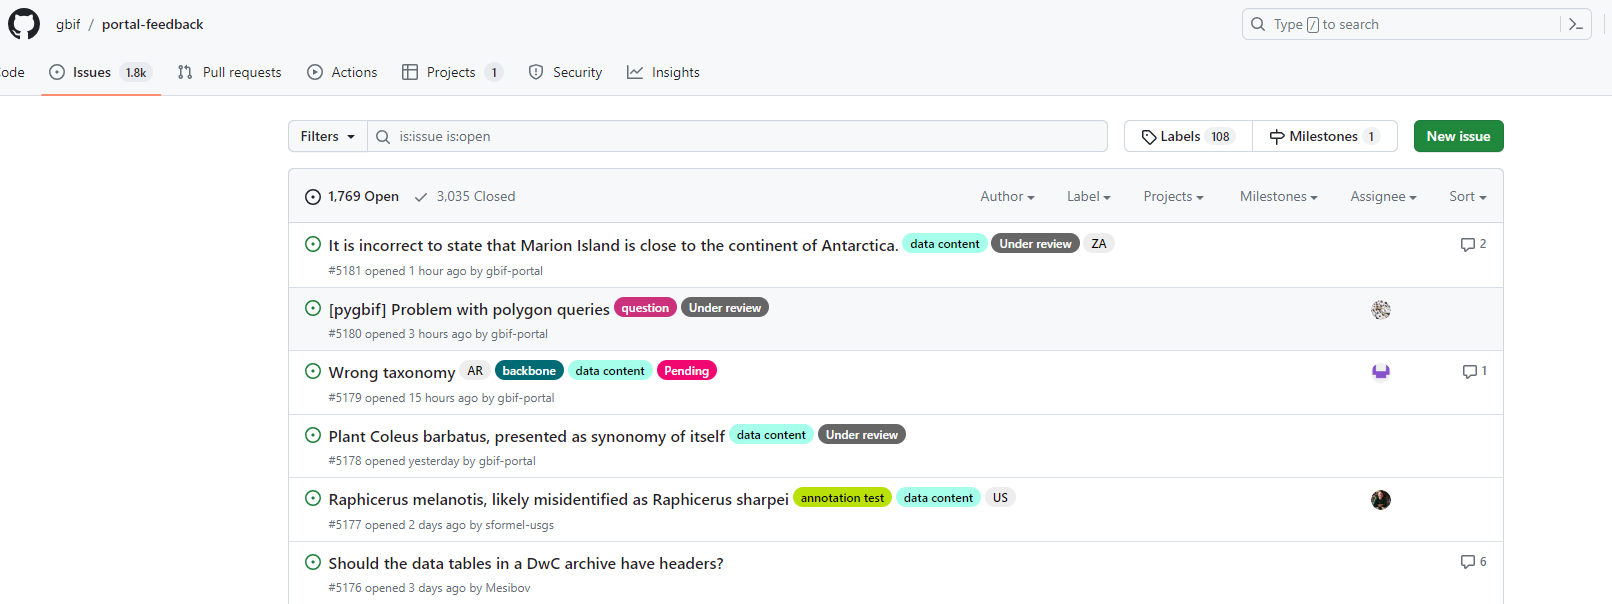 gbif / portal-feedback
Type / to search
ode Issues 1.8k Pull requests Actions Projects 1 Security Insights
Filters is:issue is:open Labels 108 Milestones 1 New issue
1,769 Open 3,035 Closed Author Label Projects Milestones Assignee Sort
It is incorrect to state that Marion Island is close to the continent of Antarctica. data content Under review ZA 2
#5181 opened 1 hour ago by gbif-portal
[pygbif] Problem with polygon queries question Under review
#5180 opened 3 hours ago by gbif-portal
Wrong taxonomy AR backbone data content Pending 1
#5179 opened 15 hours ago by gbif-portal
Plant Coleus barbatus, presented as synonomy of itself data content Under review
#5178 opened yesterday by gbif-portal
Raphicerus melanotis, likely misidentified as Raphicerus sharpei annotation test data content US
#5177 opened 2 days ago by sformel-usgs
Should the data tables in a DwC archive have headers? 6
#5176 opened 3 days ago by Mesibov